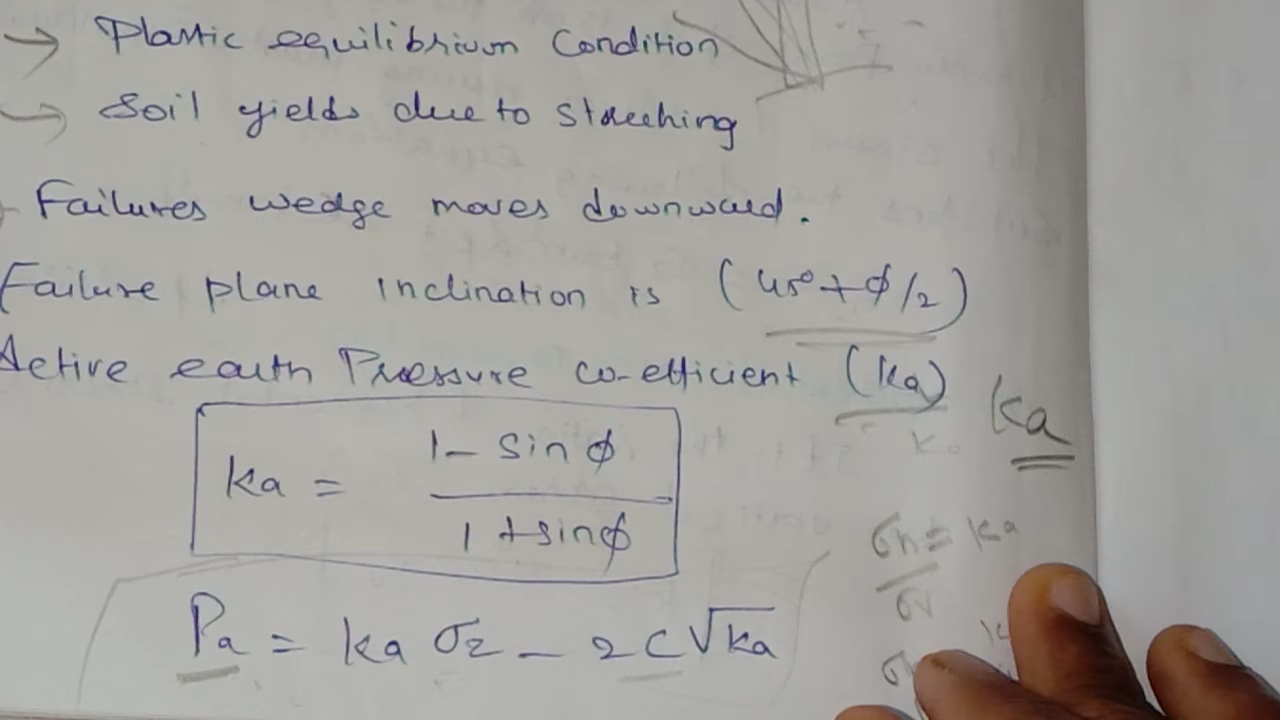 → Plastic equilibrium Condition
→ Soil yields due to streching
Failures wedge moves downward.
Failure plane inclination is (45°+ φ/2)
Active earth Pressure co-efficient (ka)
ka
ka = (1 - sin φ) / (1 + sin φ)
σh/σv = ka
Pa = ka σz - 2c√ka